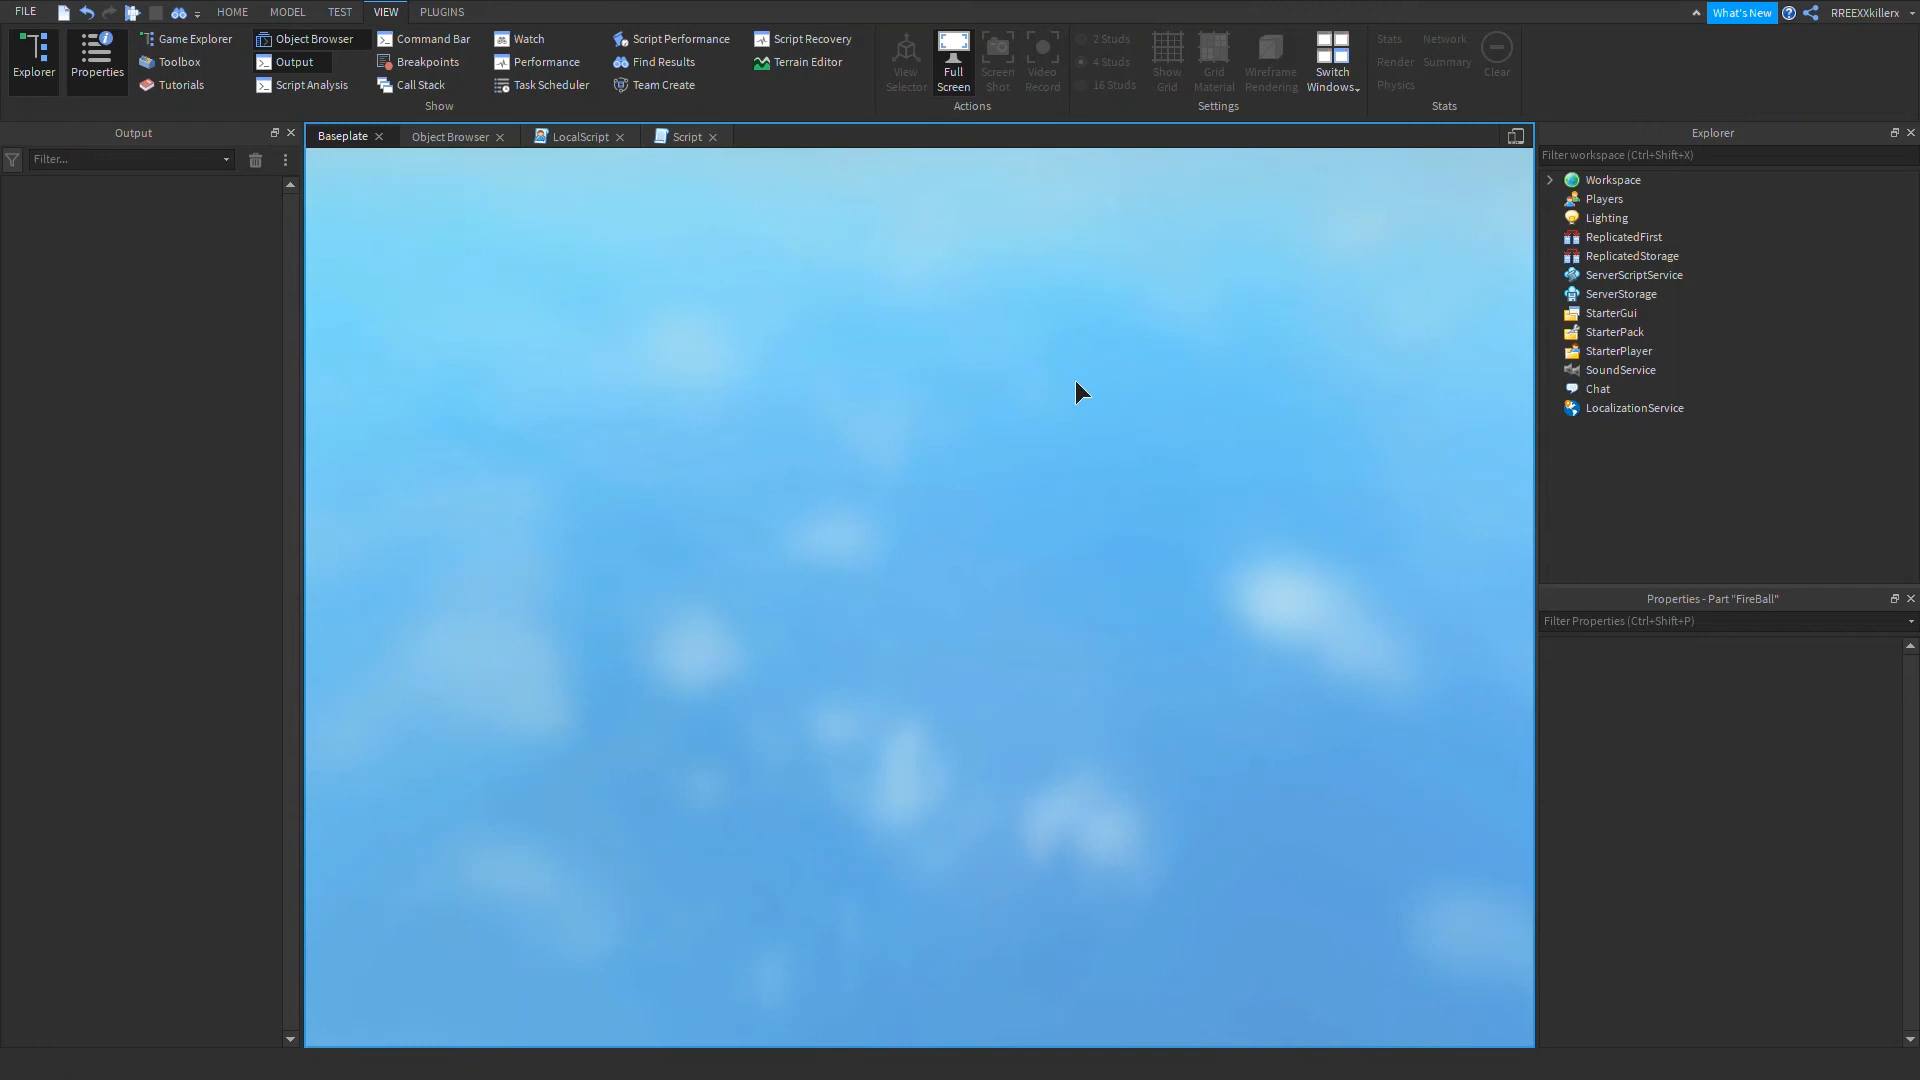 FILE HOME MODEL TEST VIEW PLUGINS What's New RREEXXkillerx
Explorer
Properties
Game Explorer
Toolbox
Tutorials
Object Browser
Output
Script Analysis
Command Bar
Breakpoints
Call Stack
Watch
Performance
Task Scheduler
Script Performance
Find Results
Team Create
Script Recovery
Terrain Editor
Show
View
Selector
Full
Screen
Screen
Shot
Video
Record
Actions
2 Studs
4 Studs
16 Studs
Show
Grid
Grid
Material
Wireframe
Rendering
Switch
Windows
Settings
Stats Network
Render Summary
Physics
Clear
Stats
Output
Filter...
Baseplate Object Browser LocalScript Script
Explorer
Filter workspace (Ctrl+Shift+X)
Workspace
Players
Lighting
ReplicatedFirst
ReplicatedStorage
ServerScriptService
ServerStorage
StarterGui
StarterPack
StarterPlayer
SoundService
Chat
LocalizationService
Properties - Part "FireBall"
Filter Properties (Ctrl+Shift+P)